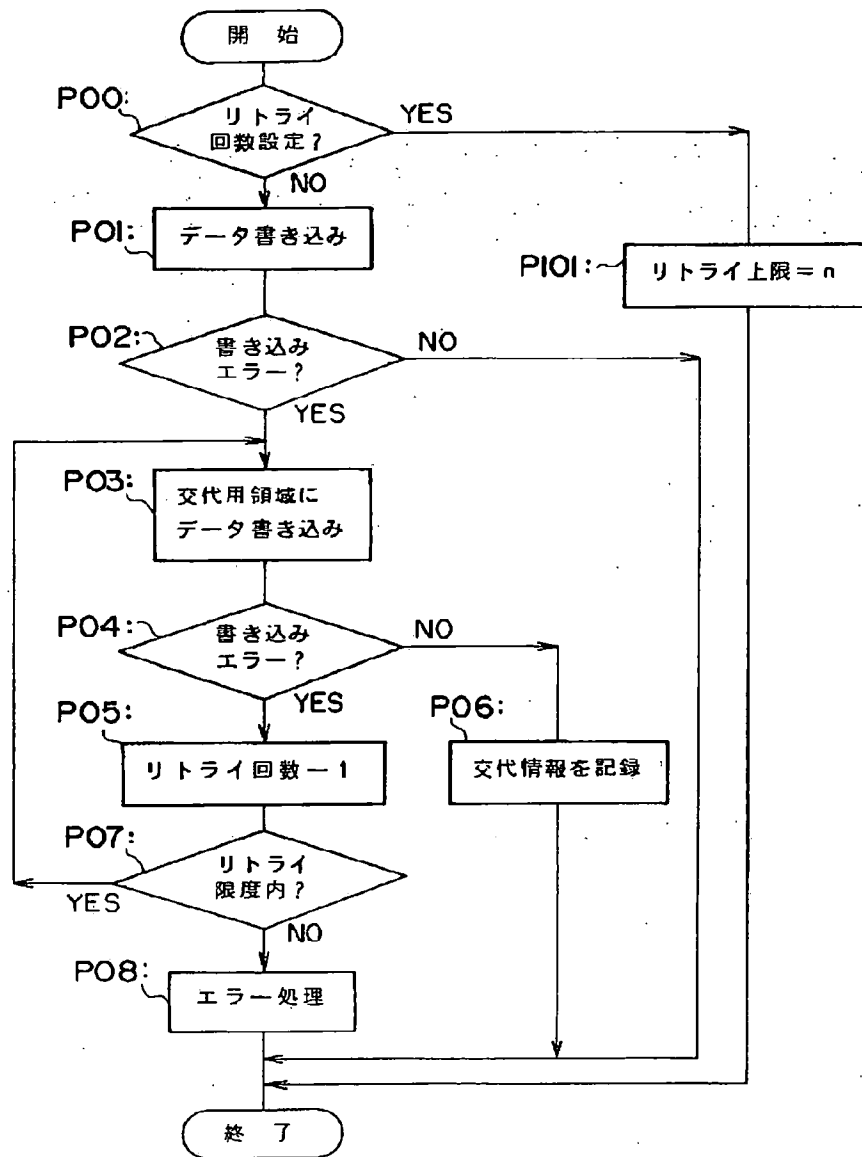 開始
P00:
リトライ
回数設定?
YES
NO
P01:
データ書き込み
P101:
リトライ上限=n
P02:
書き込み
エラー?
NO
YES
P03:
交代用領域に
データ書き込み
P04:
書き込み
エラー?
NO
YES
P05:
リトライ回数-1
P06:
交代情報を記録
P07:
リトライ
限度内?
YES
NO
P08:
エラー処理
終了